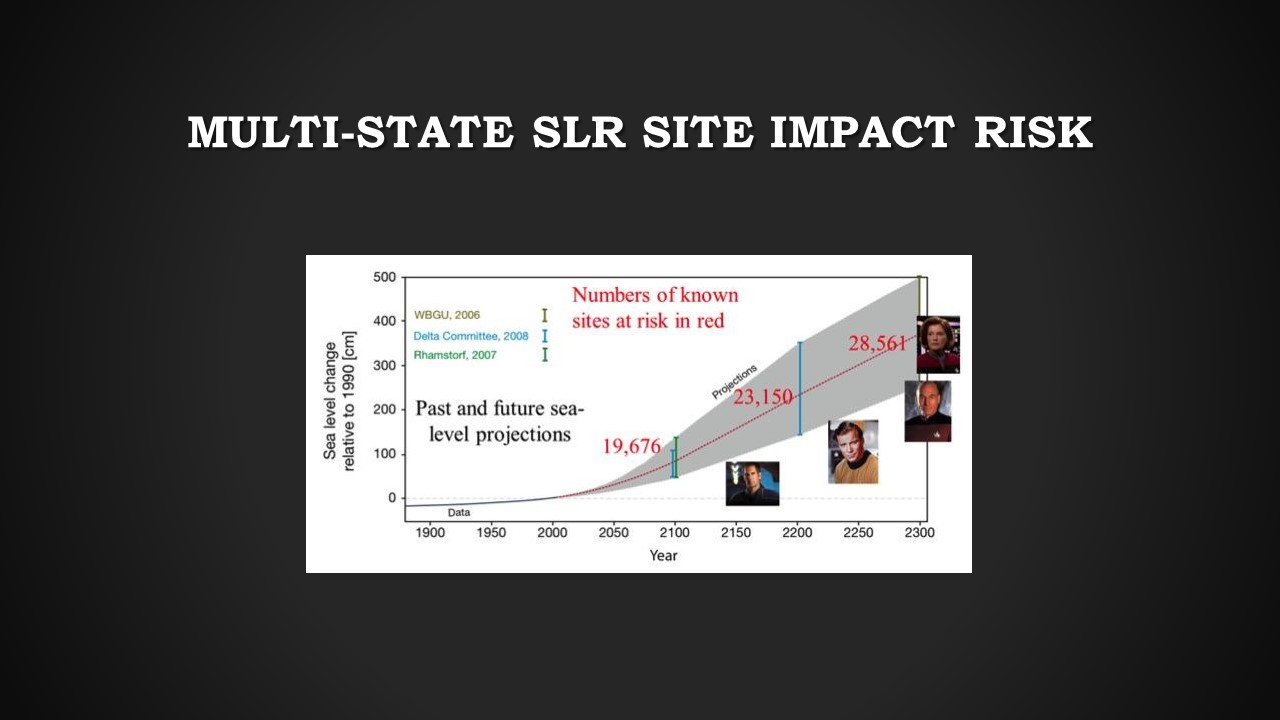 MULTI-STATE SLR SITE IMPACT RISK
500
400
300
200
100
0
Sea level change
relative to 1990 [cm]
WBGU, 2006
Delta Committee, 2008
Rhamstorf, 2007
Numbers of known
sites at risk in red
Past and future sea-
level projections
Projections
19,676
23,150
28,561
Data
1900 1950 2000 2050 2100 2150 2200 2250 2300
Year